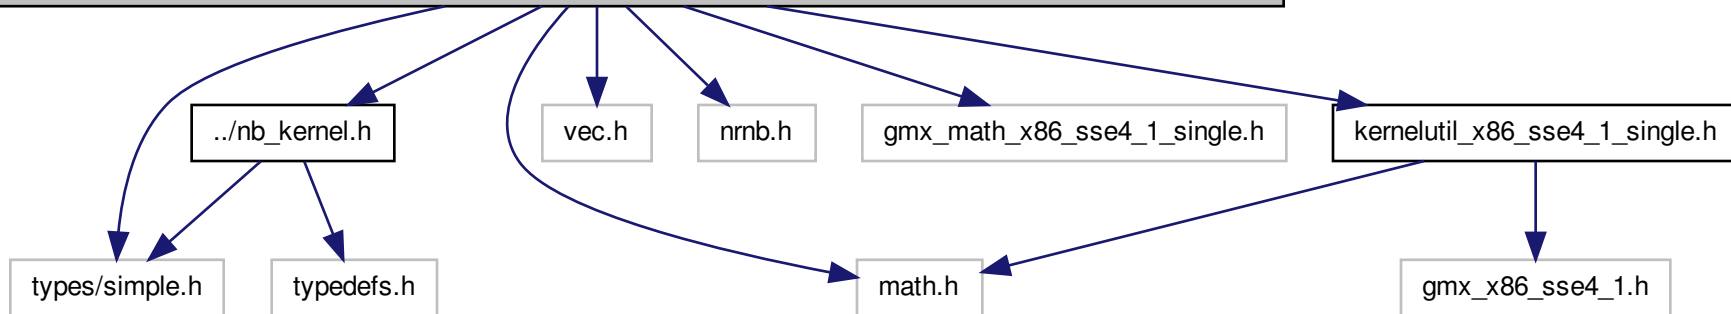 ../nb_kernel.h
vec.h
nrnb.h
gmx_math_x86_sse4_1_single.h
kernelutil_x86_sse4_1_single.h
types/simple.h
typedefs.h
math.h
gmx_x86_sse4_1.h